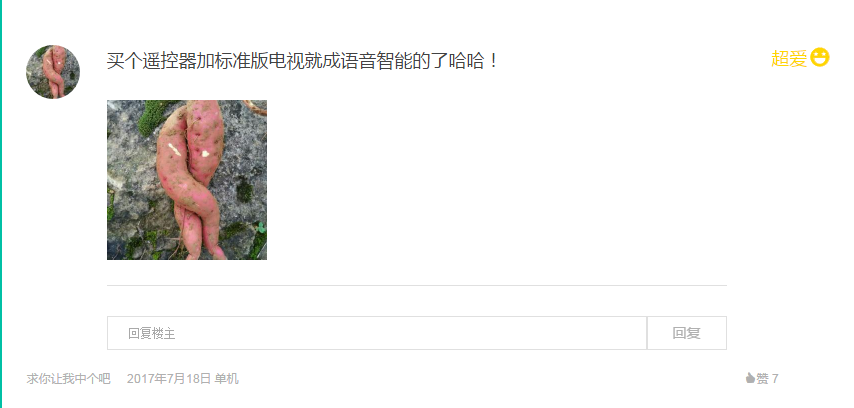 买个遥控器加标准版电视就成语音智能的了哈哈！
超爱
回复楼主
回复
求你让我中个吧 2017年7月18日 单机
赞 7